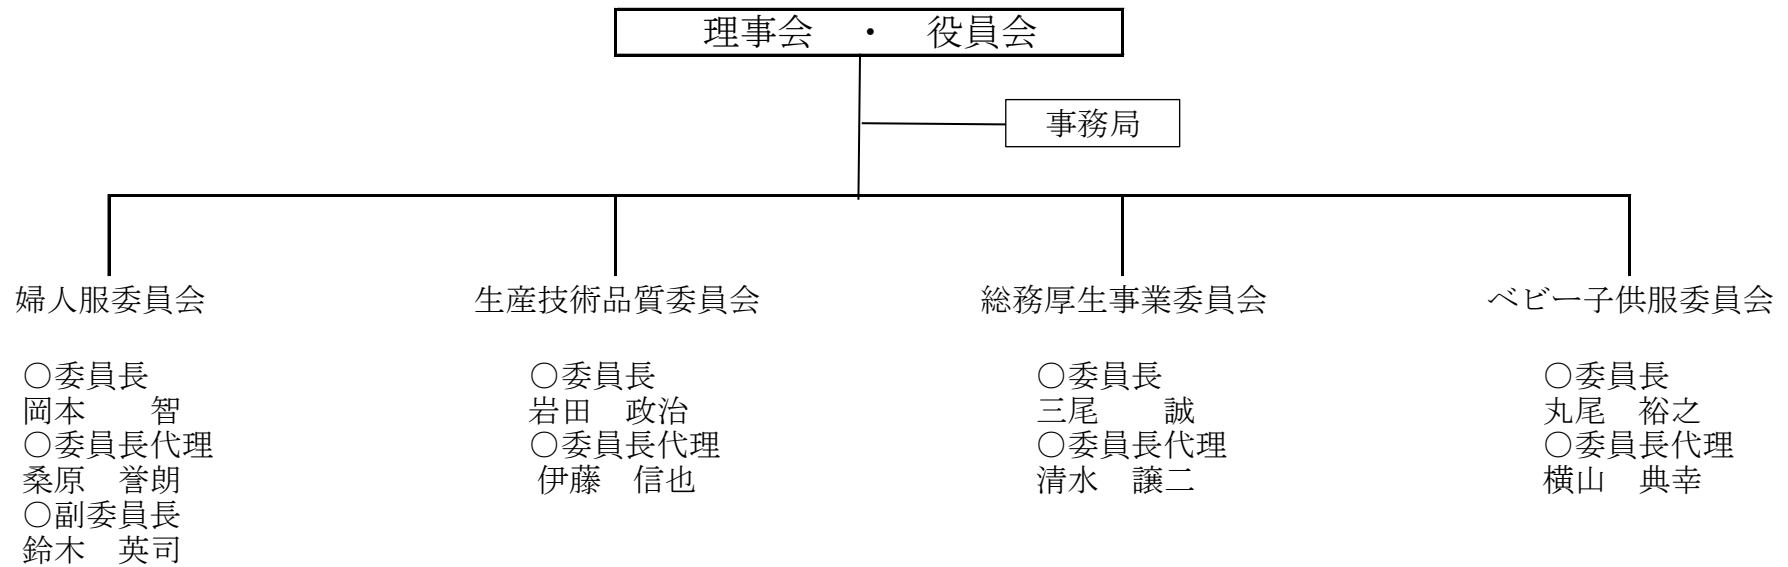 理事会　・　役員会
事務局
婦人服委員会
○委員長
岡本　　智
○委員長代理
桑原　誉朗
○副委員長
鈴木　英司
生産技術品質委員会
○委員長
岩田　政治
○委員長代理
伊藤　信也
総務厚生事業委員会
○委員長
三尾　　誠
○委員長代理
清水　譲二
ベビー子供服委員会
○委員長
丸尾　裕之
○委員長代理
横山　典幸